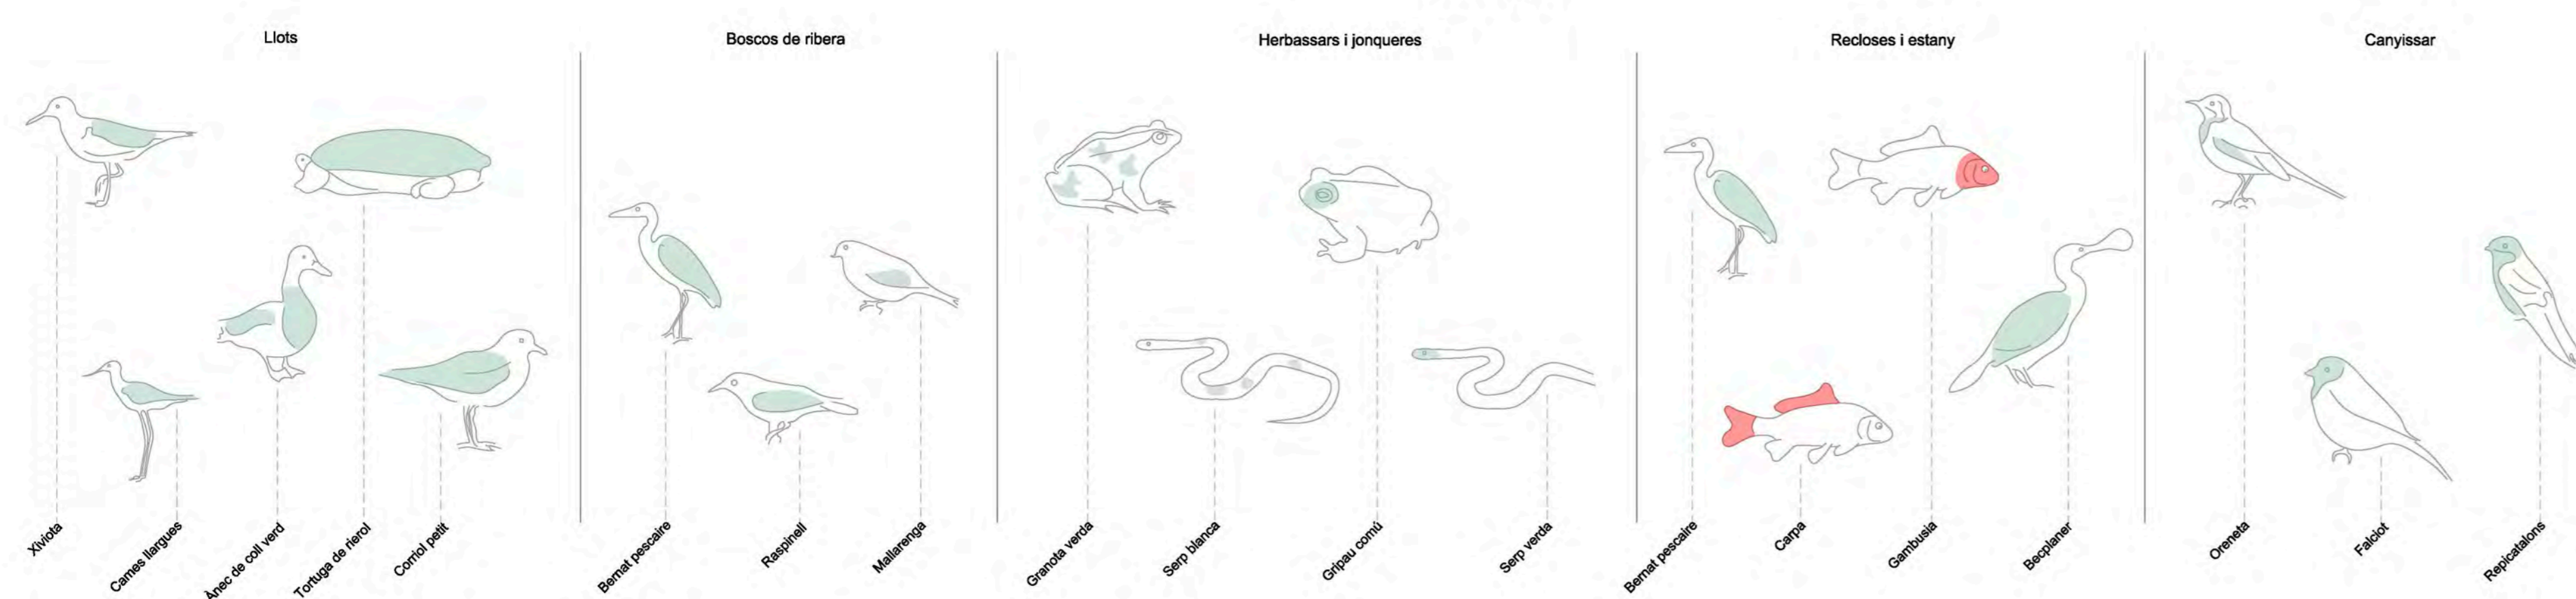 Llots
Boscos de ribera
Herbassars i jonqueres
Recloses i estany
Canyissar
Xiviota
Cames llargues
Ànec de coll verd
Tortuga de rierol
Corriol petit
Bernat pescaire
Raspinell
Mallarenga
Granota verda
Serp blanca
Gripau comú
Serp verda
Bernat pescaire
Carpa
Gambusia
Becplaner
Oreneta
Falciot
Repicatalons